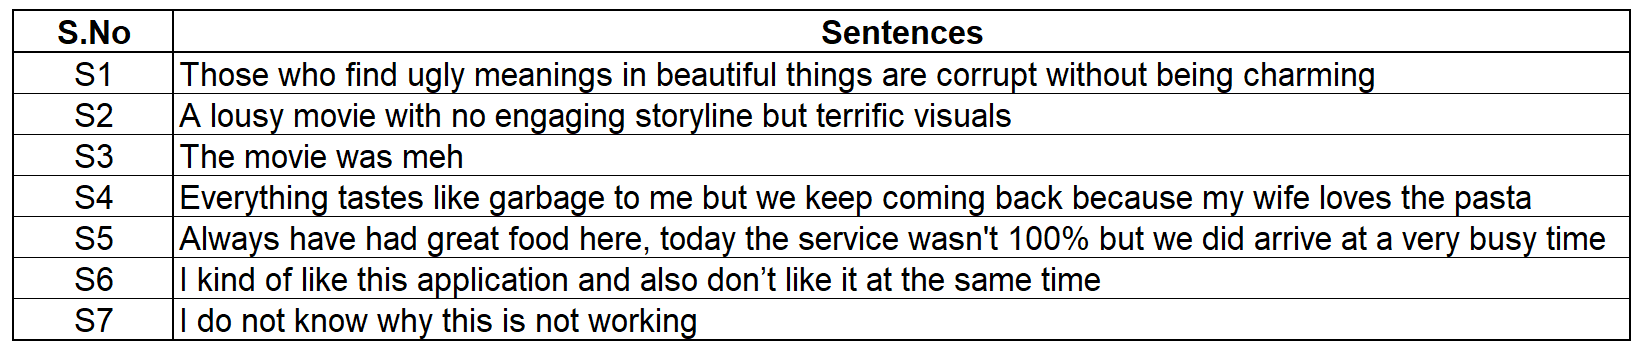 S.No Sentences
S1 Those who find ugly meanings in beautiful things are corrupt without being charming
S2 A lousy movie with no engaging storyline but terrific visuals
S3 The movie was meh
S4 Everything tastes like garbage to me but we keep coming back because my wife loves the pasta
S5 Always have had great food here, today the service wasn't 100% but we did arrive at a very busy time
S6 I kind of like this application and also don’t like it at the same time
S7 I do not know why this is not working